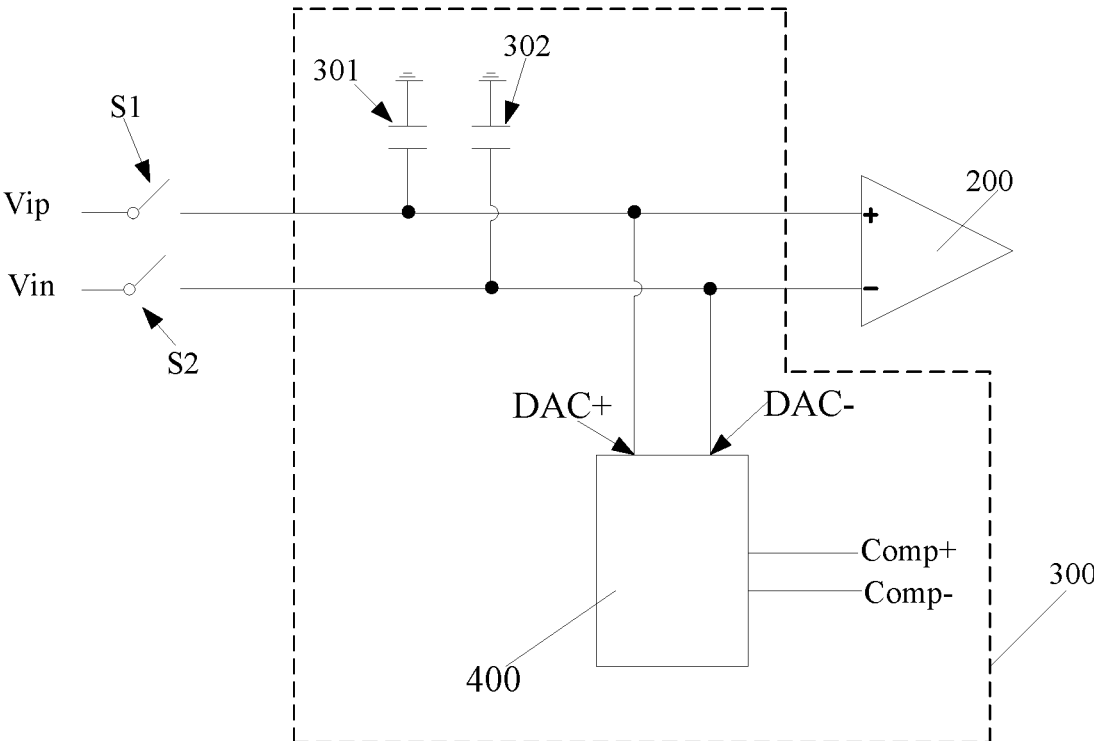 302
301
S1
200
Vip
+
Vin
-
S2
DAC+
DAC-
Comp+
300
Comp-
400